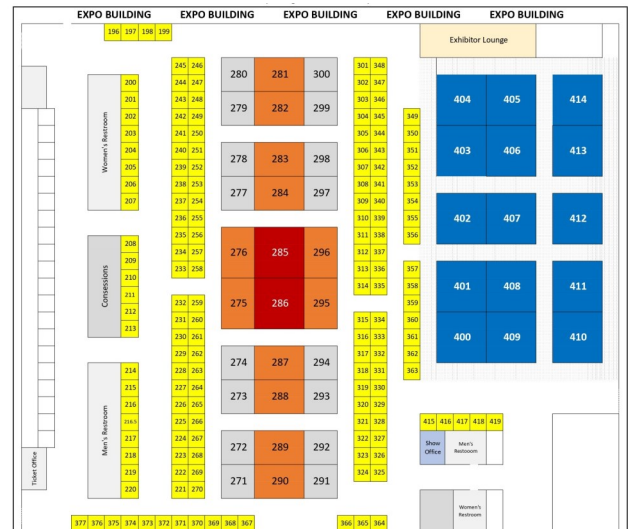 EXPO BUILDING EXPO BUILDING EXPO BUILDING EXPO BUILDING EXPO BUILDING
196 197 198 199
Exhibitor Lounge
245 246 280 281 300 301 348
200 244 247 302 347 404 405 414
201 243 248 279 282 299 303 346
202 242 249 304 345 349
203 241 250 305 344 350
Women's Restroom
204 240 251 278 283 298 306 343 351 403 406 413
205 239 252 307 342 352
206 238 253 277 284 297 308 341 353
207 237 254 309 340 354
236 255 310 339 355 402 407 412
208 235 256 276 285 296 311 338 356
209 234 257 312 337
Consessions
210 233 258 313 336 357
211 275 286 295 314 335 358 401 408 411
212 232 259 359
213 231 260 315 334 360
230 261 316 333 361
229 262 274 287 294 317 332 362 400 409 410
214 228 263 318 331 363
215 227 264 273 288 293 319 330
216 226 265 320 329
216.5 225 266 321 328 415 416 417 418 419
Men's Restroom
217 224 267 272 289 292 322 327
218 223 268 323 326
Show Office
Men's Restooom
219 222 269 271 290 291 324 325
220 221 270
Ticket Office
Women's Restroom
377 376 375 374 373 372 371 370 369 368 367 366 365 364